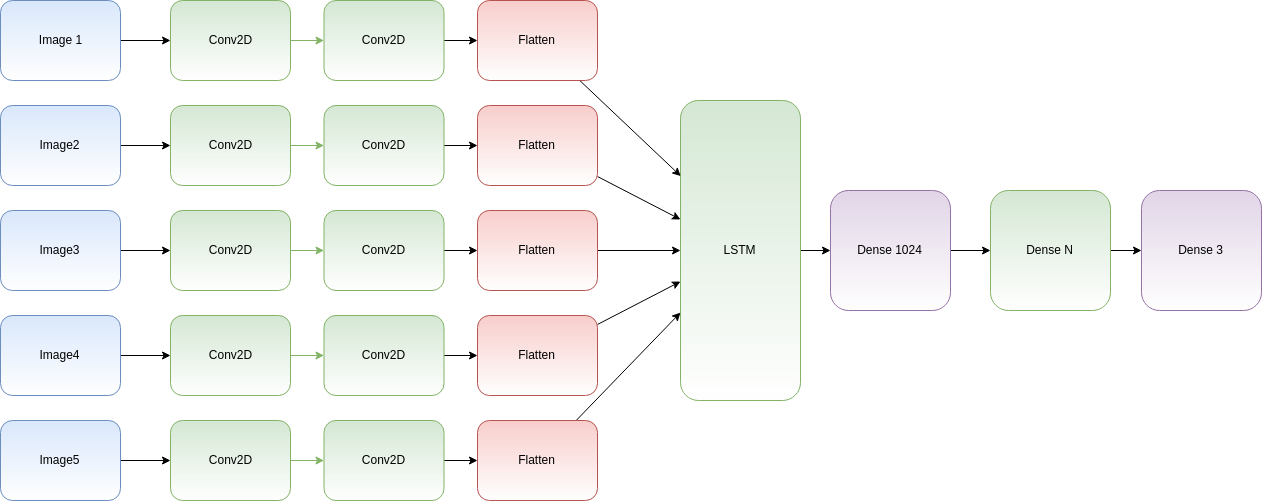 Image 1
Conv2D
Conv2D
Flatten
Image2
Conv2D
Conv2D
Flatten
Image3
Conv2D
Conv2D
Flatten
LSTM
Dense 1024
Dense N
Dense 3
Image4
Conv2D
Conv2D
Flatten
Image5
Conv2D
Conv2D
Flatten